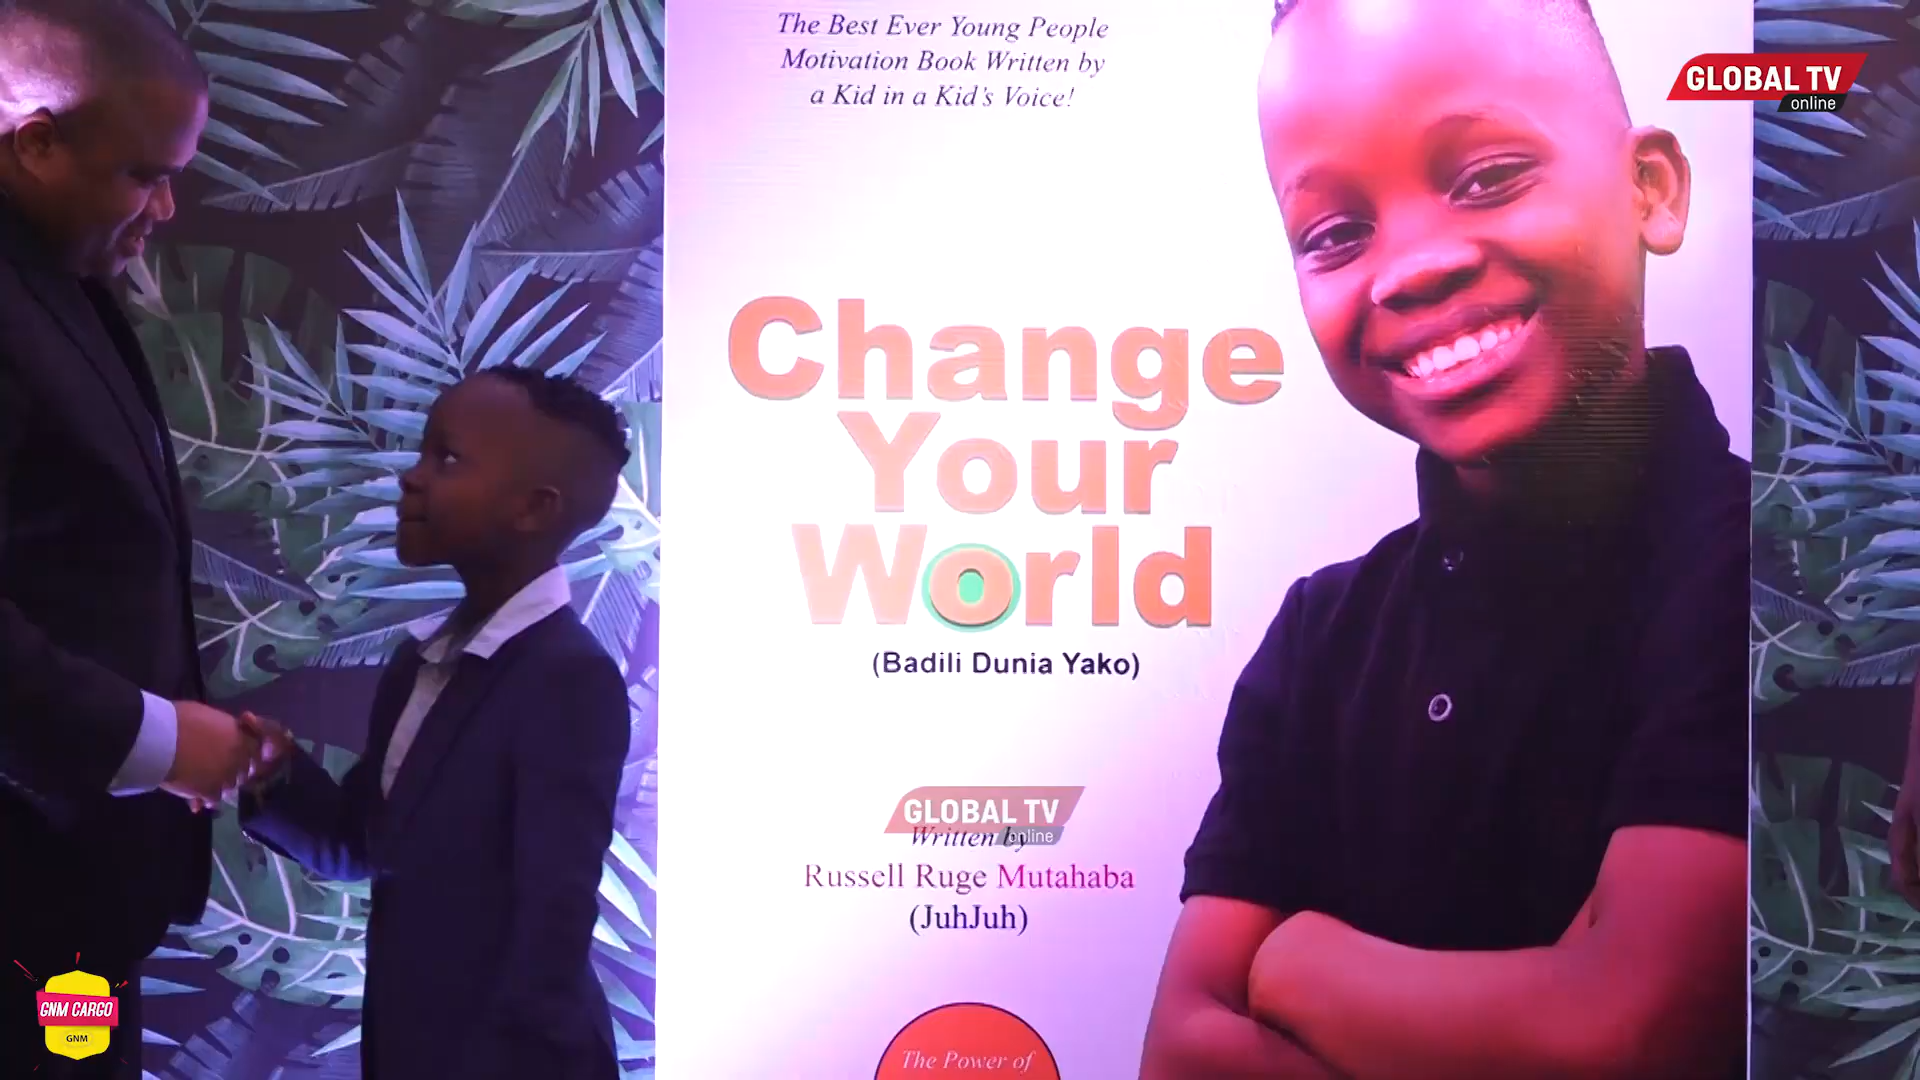 The Best Ever Young People
Motivation Book Written by
a Kid in a Kid's Voice!
GLOBAL TV
online
Change
Your
World
(Badili Dunia Yako)
GLOBAL TV
online
Written by
Russell Ruge Mutahaba
(JuhJuh)
GNM CARGO
GNM
The Power of